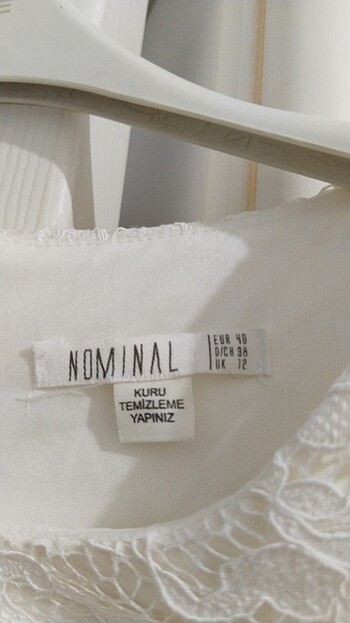 NOMINAL
EUR 40
D/CH 38
UK 12
KURU
TEMİZLEME
YAPINIZ